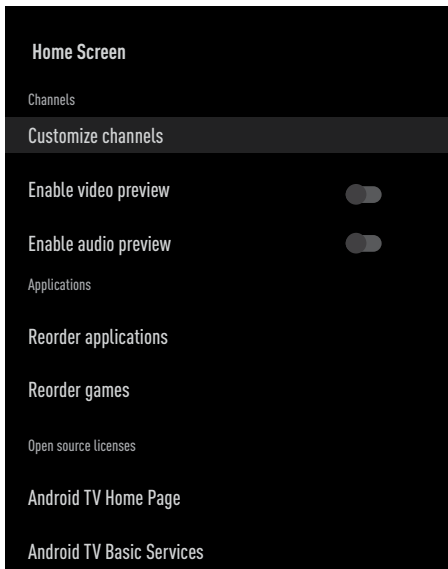 Home Screen
Channels
Customize channels
Enable video preview
Enable audio preview
Applications
Reorder applications
Reorder games
Open source licenses
Android TV Home Page
Android TV Basic Services